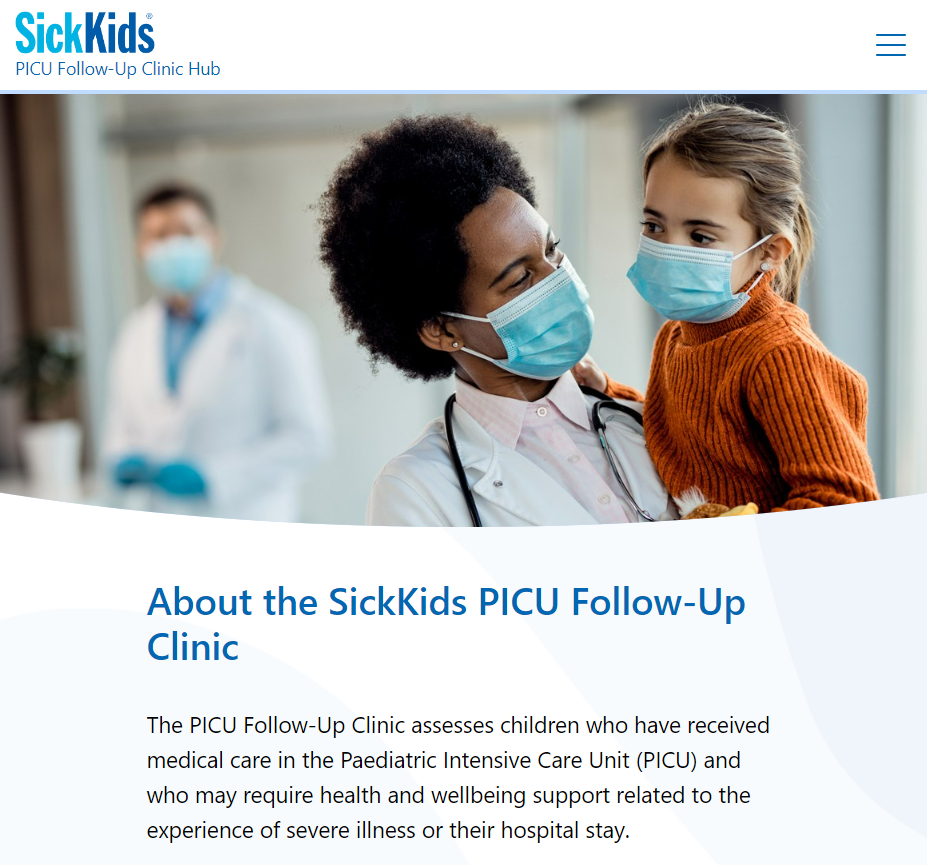 SickKids®
PICU Follow-Up Clinic Hub
About the SickKids PICU Follow-Up
Clinic
The PICU Follow-Up Clinic assesses children who have received
medical care in the Paediatric Intensive Care Unit (PICU) and
who may require health and wellbeing support related to the
experience of severe illness or their hospital stay.